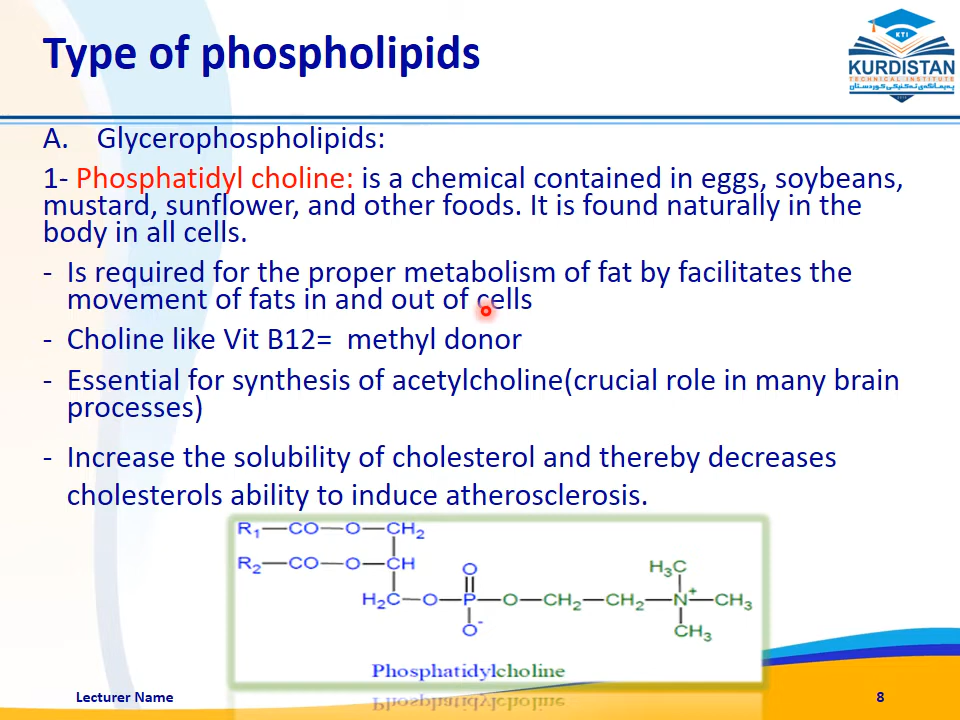 Type of phospholipids
KTI
KURDISTAN
TECHNICAL INSTITUTE
پەیمانگەی تەکنیکی کوردستان
A. Glycerophospholipids:
1- Phosphatidyl choline: is a chemical contained in eggs, soybeans,
mustard, sunflower, and other foods. It is found naturally in the
body in all cells.
- Is required for the proper metabolism of fat by facilitates the
movement of fats in and out of cells
- Choline like Vit B12= methyl donor
- Essential for synthesis of acetylcholine(crucial role in many brain
processes)
- Increase the solubility of cholesterol and thereby decreases
cholesterols ability to induce atherosclerosis.
R₁—CO—O—CH₂
R₂—CO—O—CH
O
H₃C
H₂C—O—P—O—CH₂—CH₂—N⁺—CH₃
O⁻
CH₃
Phosphatidylcholine
Lecturer Name
8